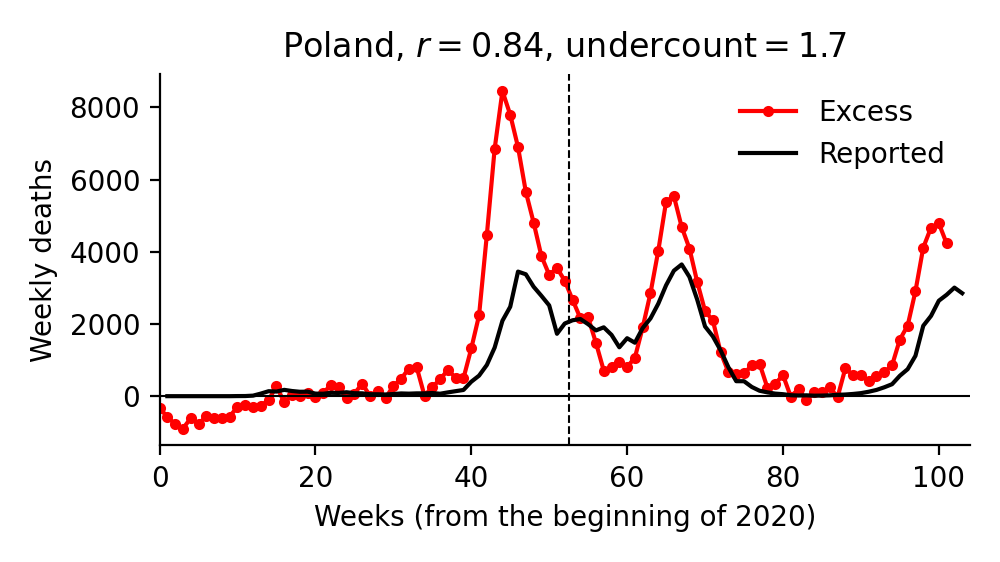 Poland, r = 0.84, undercount = 1.7
Weekly deaths
8000
6000
4000
2000
0
Excess
Reported
0 20 40 60 80 100
Weeks (from the beginning of 2020)